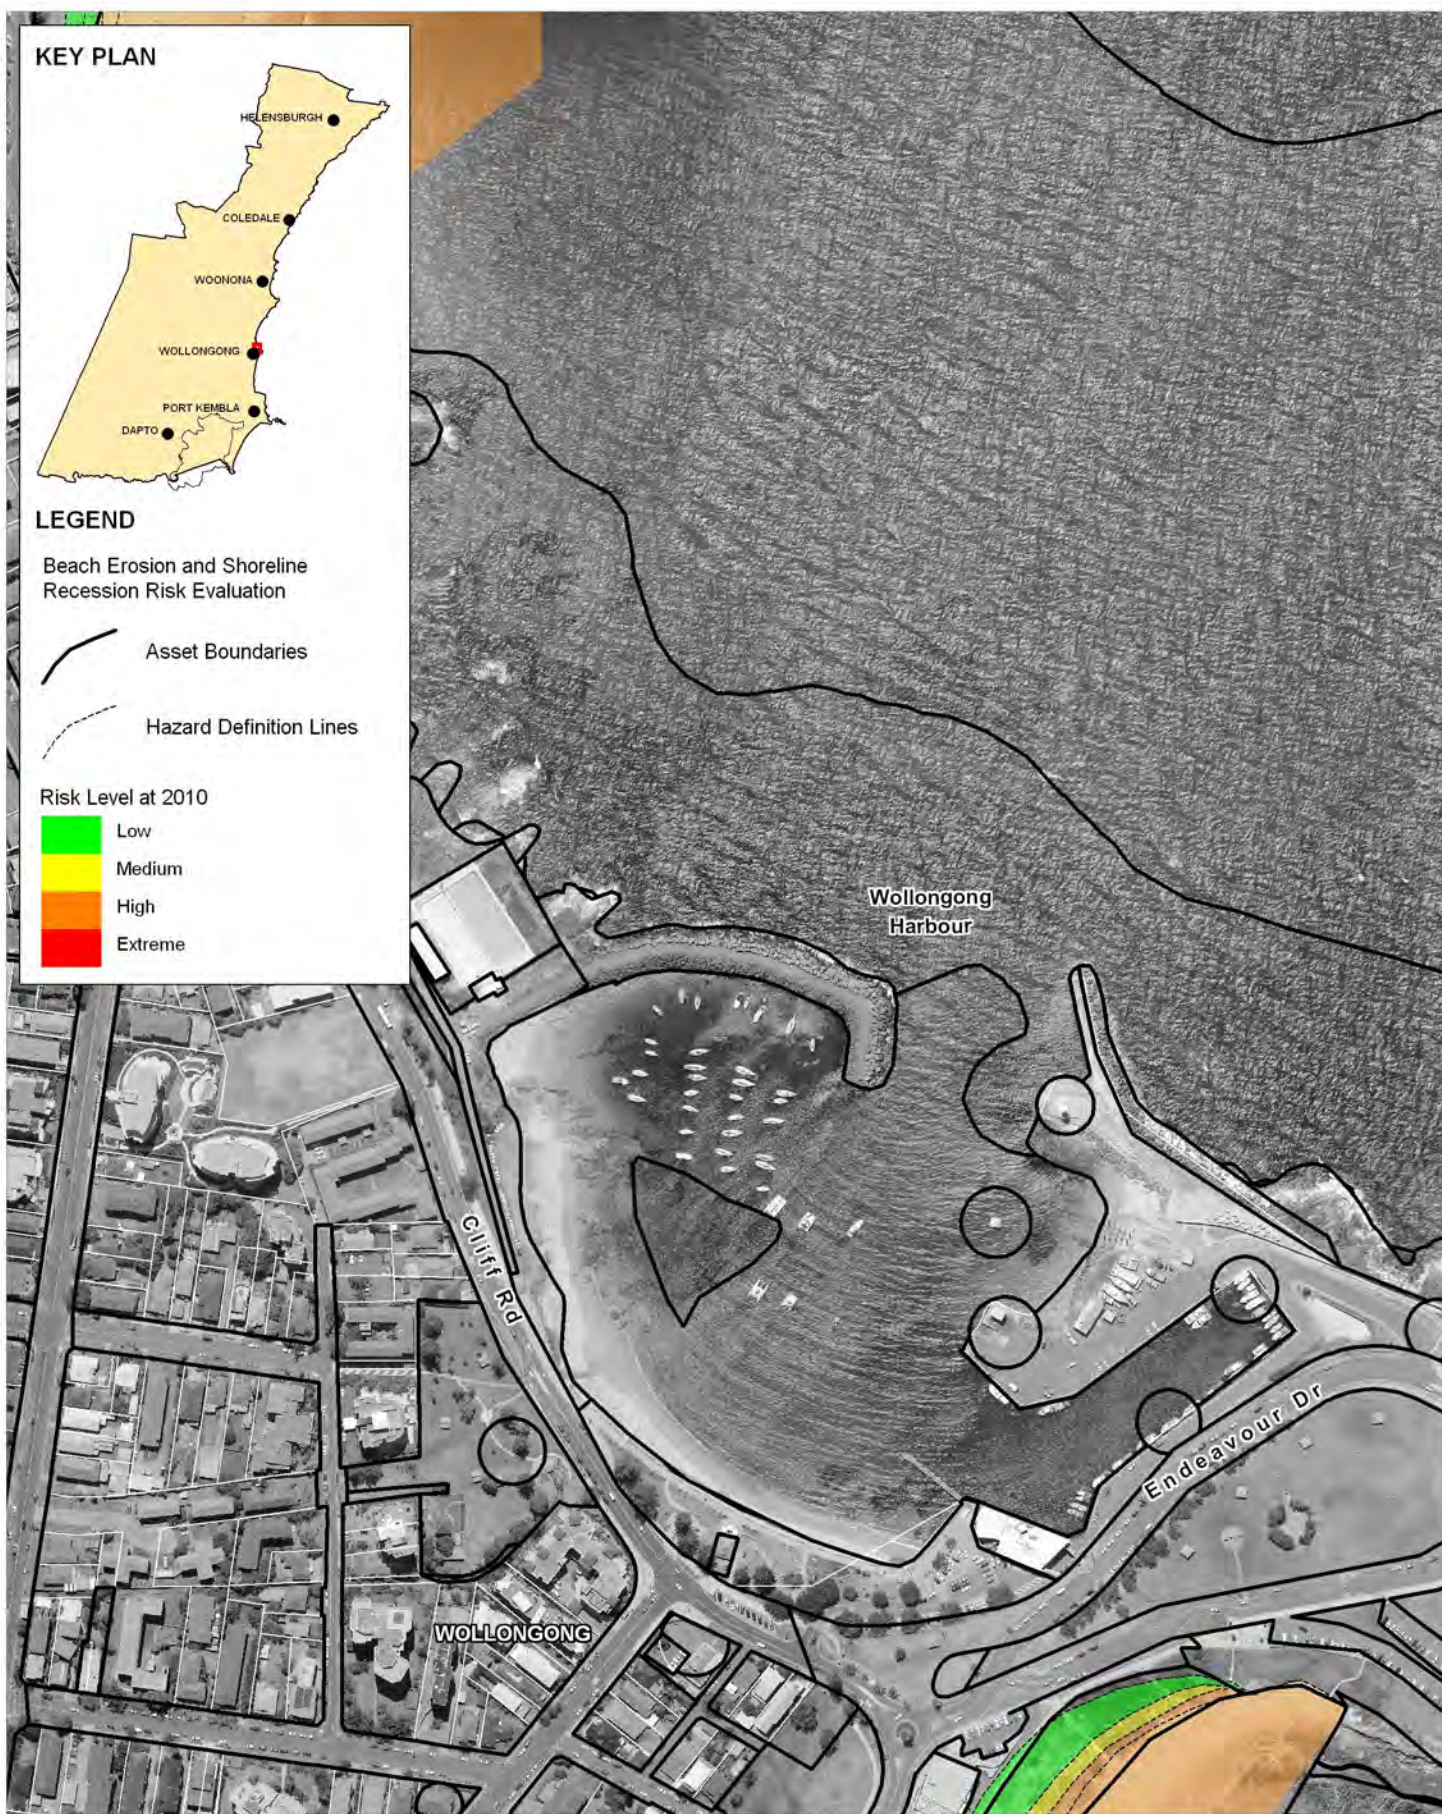 KEY PLAN
HELENSBURGH
COLEDALE
WOONONA
WOLLONGONG
PORT KEMBLA
DAPTO
LEGEND
Beach Erosion and Shoreline
Recession Risk Evaluation
Asset Boundaries
Hazard Definition Lines
Risk Level at 2010
Low
Medium
High
Extreme
Wollongong
Harbour
Cliff Rd
Endeavour Dr
WOLLONGONG